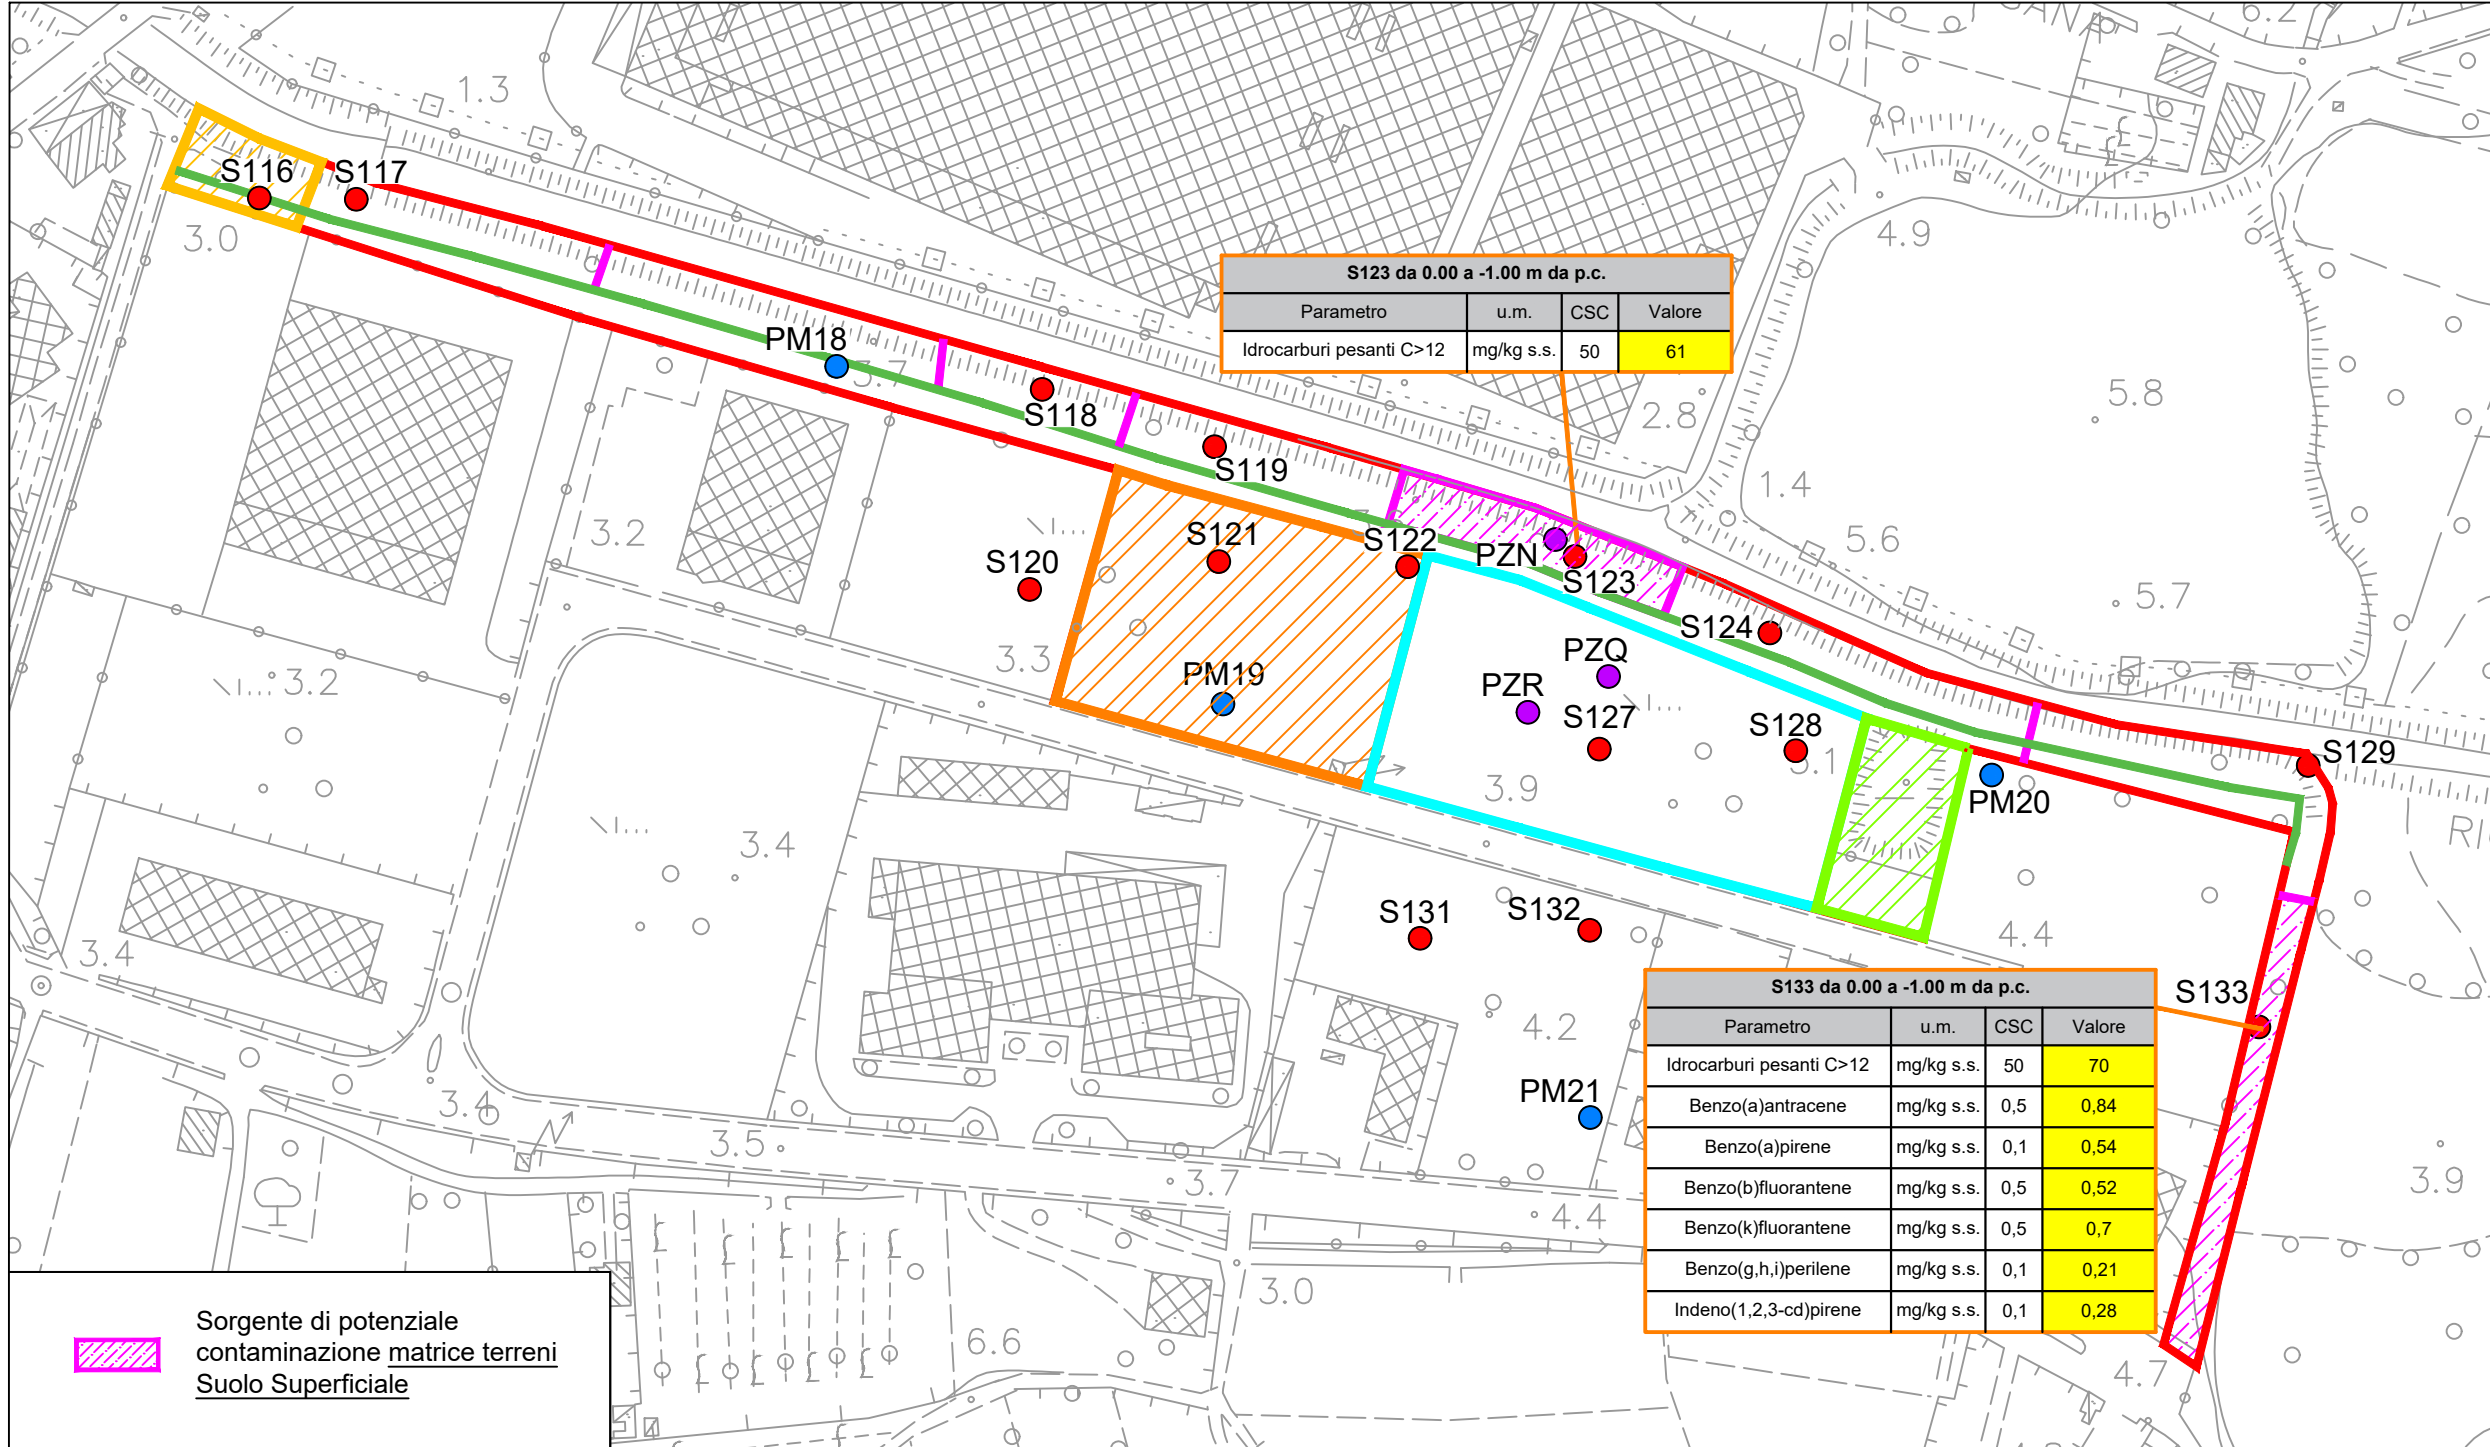 1.3
6.2
S116
S117
3.0
4.9
S123 da 0.00 a -1.00 m da p.c.
Parametro u.m. CSC Valore
Idrocarburi pesanti C>12 mg/kg s.s. 50 61
PM18
3.7
S118
2.8
5.8
S119
1.4
3.2
S120
S121
S122
PZN
S123
5.6
5.7
S124
3.3
3.2
PM19
PZQ
PZR
S127
S128
3.1
S129
3.9
PM20
3.4
RI
S131
S132
4.4
3.4
S133 da 0.00 a -1.00 m da p.c.
Parametro u.m. CSC Valore
Idrocarburi pesanti C>12 mg/kg s.s. 50 70
Benzo(a)antracene mg/kg s.s. 0,5 0,84
Benzo(a)pirene mg/kg s.s. 0,1 0,54
Benzo(b)fluorantene mg/kg s.s. 0,5 0,52
Benzo(k)fluorantene mg/kg s.s. 0,5 0,7
Benzo(g,h,i)perilene mg/kg s.s. 0,1 0,21
Indeno(1,2,3-cd)pirene mg/kg s.s. 0,1 0,28
S133
4.2
PM21
3.4
3.5
3.7
3.9
4.4
3.0
6.6
4.7
Sorgente di potenziale
contaminazione matrice terreni
Suolo Superficiale